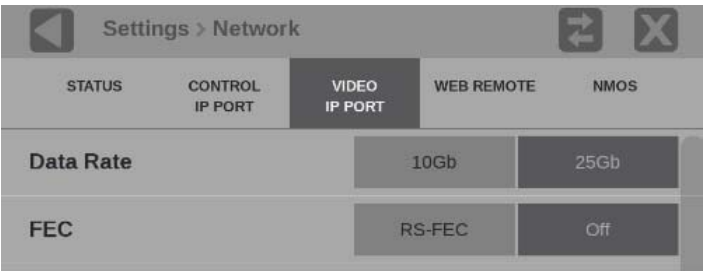 Settings > Network
STATUS
CONTROL
IP PORT
VIDEO
IP PORT
WEB REMOTE
NMOS
Data Rate 10Gb 25Gb
FEC RS-FEC Off